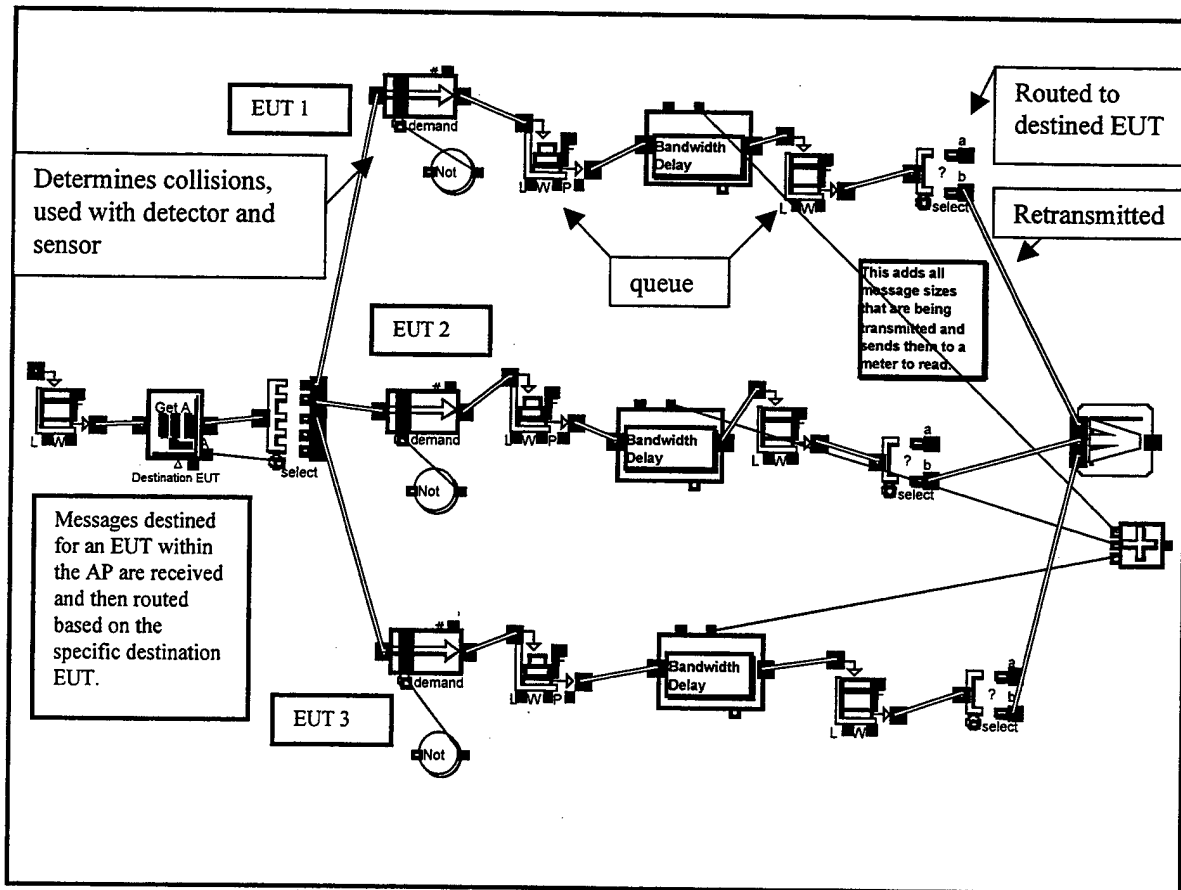 EUT 1
#
demand
Not
Determines collisions,
used with detector and
sensor
L W P
F
Bandwidth
Delay
L W
F
a
? b
select
Routed to
destined EUT
Retransmitted
queue
This adds all
message sizes
that are being
transmitted and
sends them to a
meter to read.
EUT 2
L W
F
Get A
A
Destination EUT
select
#
demand
Not
L W P
F
Bandwidth
Delay
L W
F
a
? b
select
Messages destined
for an EUT within
the AP are received
and then routed
based on the
specific destination
EUT.
EUT 3
#
demand
Not
L W P
F
Bandwidth
Delay
L W
F
a
? b
select